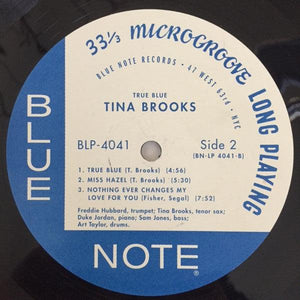 33⅓ MICROGROOVE LONG PLAYING
BLUE NOTE RECORDS • 47 WEST 63rd • NYC
TRUE BLUE
TINA BROOKS
BLP-4041 Side 2
(BN-LP 4041-B)
1. TRUE BLUE (T. Brooks) (4:56)
2. MISS HAZEL (T. Brooks) (5:30)
3. NOTHING EVER CHANGES MY
LOVE FOR YOU (Fisher, Segal) (7:52)
Freddie Hubbard, trumpet; Tina Brooks, tenor sax;
Duke Jordan, piano; Sam Jones, bass;
Art Taylor, drums.
BLUE
NOTE®